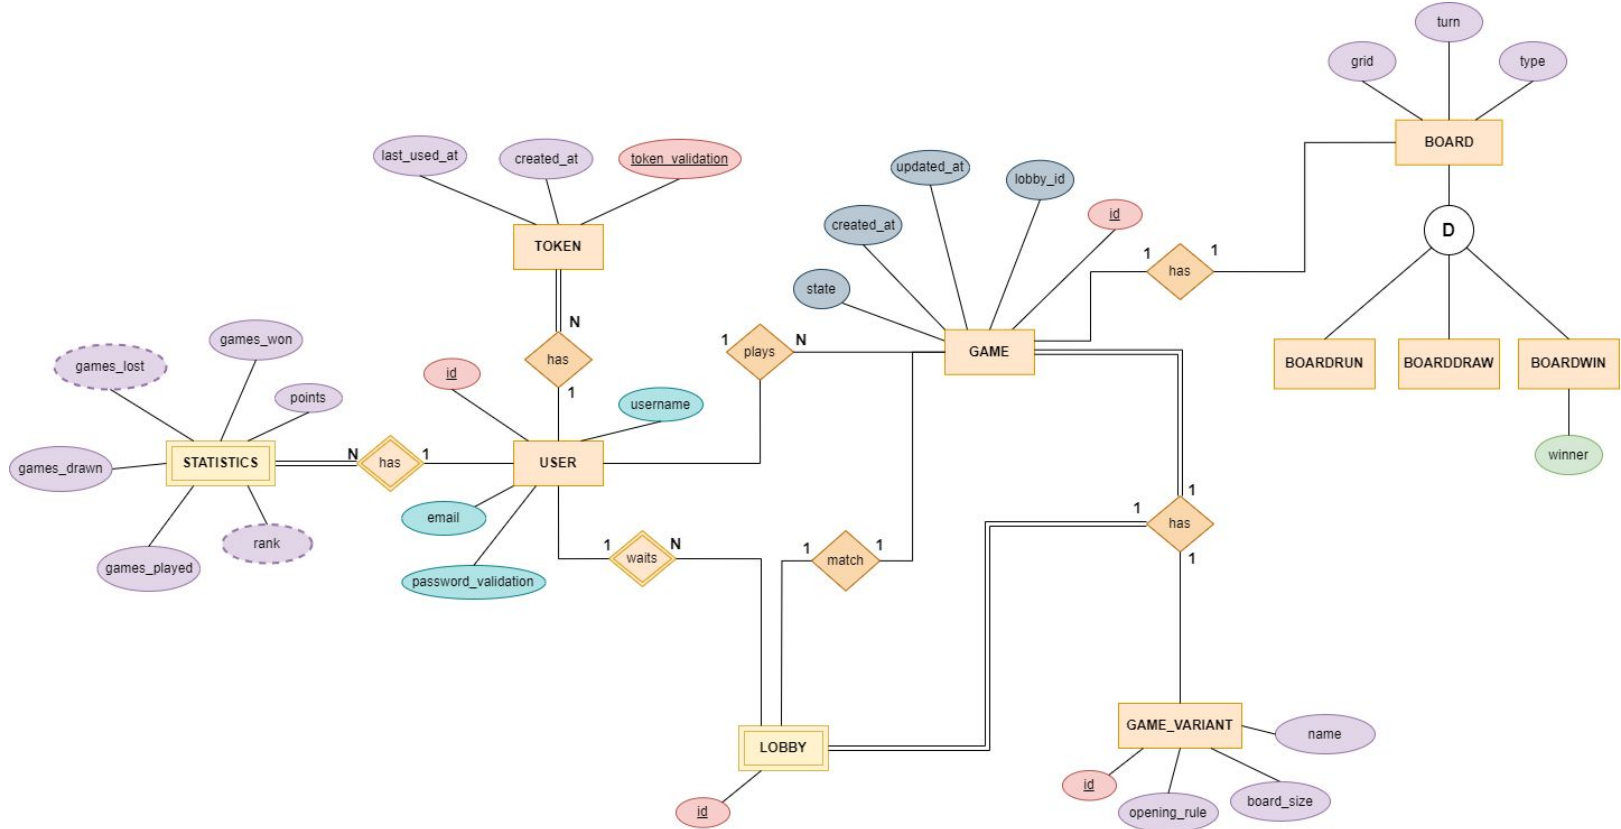 turn
grid
type
BOARD
last_used_at
created_at
token_validation
updated_at
lobby_id
id
created_at
state
TOKEN
D
1
has
1
N
has
1
1
plays
N
GAME
BOARDRUN
BOARDDRAW
BOARDWIN
winner
games_won
games_lost
points
id
username
games_drawn
STATISTICS
N
has
1
USER
email
rank
games_played
password_validation
1
waits
N
1
match
1
1
1
has
1
LOBBY
id
GAME_VARIANT
name
id
opening_rule
board_size